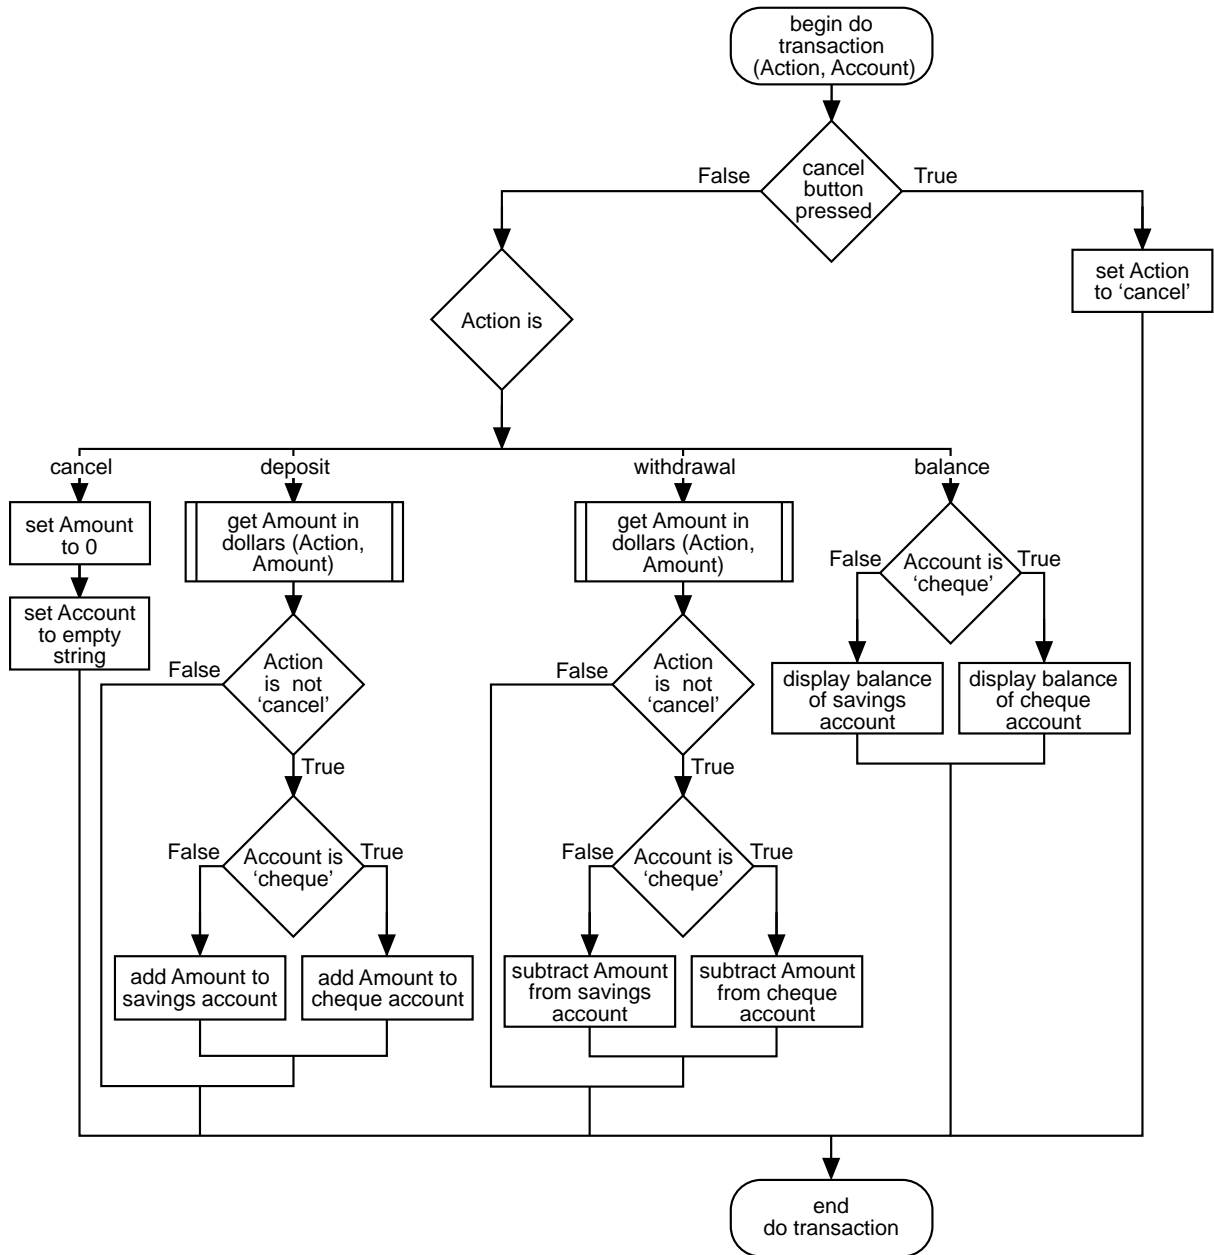 begin do
transaction
(Action, Account)
False
cancel
button
pressed
True
Action is
set Action
to ‘cancel’
cancel
deposit
withdrawal
balance
set Amount
to 0
get Amount in
dollars (Action,
Amount)
get Amount in
dollars (Action,
Amount)
False
Account is
‘cheque’
True
set Account
to empty
string
False
Action
is not
‘cancel’
False
Action
is not
‘cancel’
display balance
of savings
account
display balance
of cheque
account
True
True
False
Account is
‘cheque’
True
False
Account is
‘cheque’
True
add Amount to
savings account
add Amount to
cheque account
subtract Amount
from savings
account
subtract Amount
from cheque
account
end
do transaction